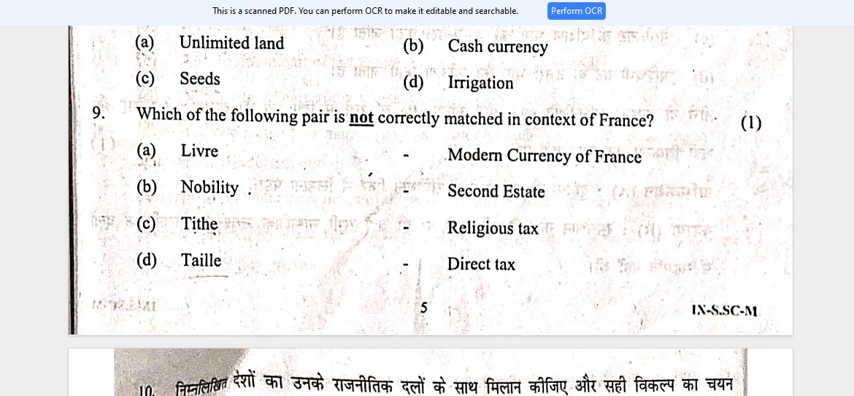 This is a scanned PDF. You can perform OCR to make it editable and searchable. Perform OCR
(a) Unlimited land (b) Cash currency
(c) Seeds (d) Irrigation
9. Which of the following pair is not correctly matched in context of France? (1)
(a) Livre - Modern Currency of France
(b) Nobility - Second Estate
(c) Tithe - Religious tax
(d) Taille - Direct tax
5 IX-S.SC-M
10. निम्नलिखित देशों का उनके राजनीतिक दलों के साथ मिलान कीजिए और सही विकल्प का चयन